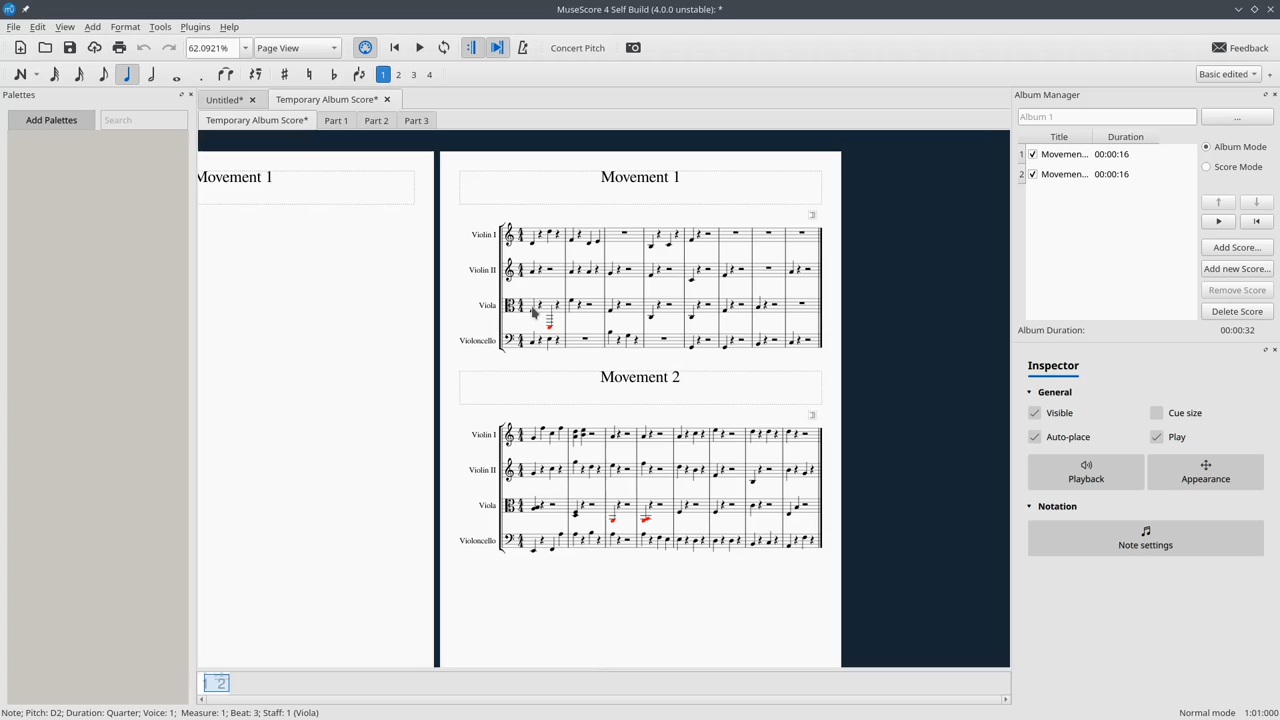 MuseScore 4 Self Build (4.0.0 unstable): *
File Edit View Add Format Tools Plugins Help
62.0921% Page View Concert Pitch Feedback
1 2 3 4 Basic edited +
Palettes
Add Palettes Search
Untitled* Temporary Album Score*
Temporary Album Score* Part 1 Part 2 Part 3
Movement 1
Movement 1
Violin I
Violin II
Viola
Violoncello
Movement 2
Violin I
Violin II
Viola
Violoncello
1 2
Album Manager
Album 1 ...
Title Duration
1 Movemen... 00:00:16
2 Movemen... 00:00:16
Album Mode
Score Mode
Add Score...
Add new Score...
Remove Score
Delete Score
Album Duration: 00:00:32
Inspector
General
Visible Cue size
Auto-place Play
Playback Appearance
Notation
Note settings
Note; Pitch: D2; Duration: Quarter; Voice: 1; Measure: 1; Beat: 3; Staff: 1 (Viola) Normal mode 1:01:000